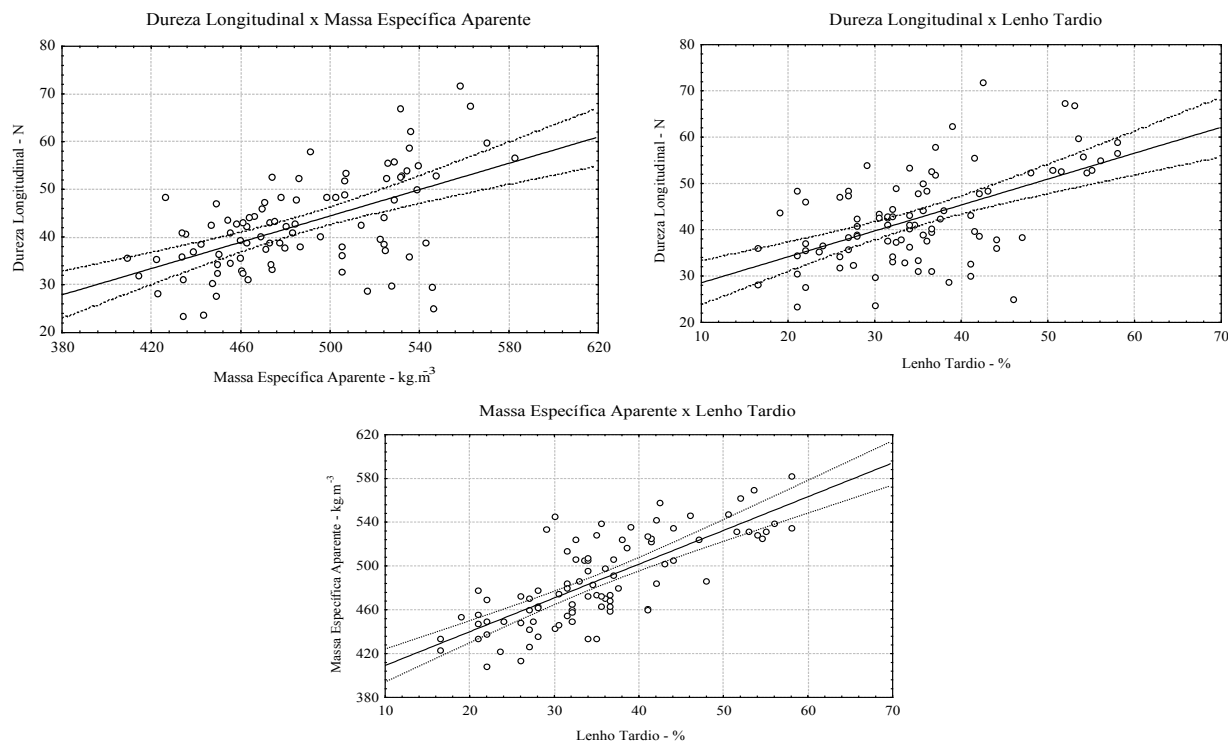 Dureza Longitudinal x Massa Específica Aparente
80
70
60
50
40
30
20
Dureza Longitudinal - N
380 420 460 500 540 580 620
Massa Específica Aparente - kg.m-3
Dureza Longitudinal x Lenho Tardio
80
70
60
50
40
30
20
Dureza Longitudinal - N
10 20 30 40 50 60 70
Lenho Tardio - %
Massa Específica Aparente x Lenho Tardio
620
580
540
500
460
420
380
Massa Específica Aparente - kg.m-3
10 20 30 40 50 60 70
Lenho Tardio - %